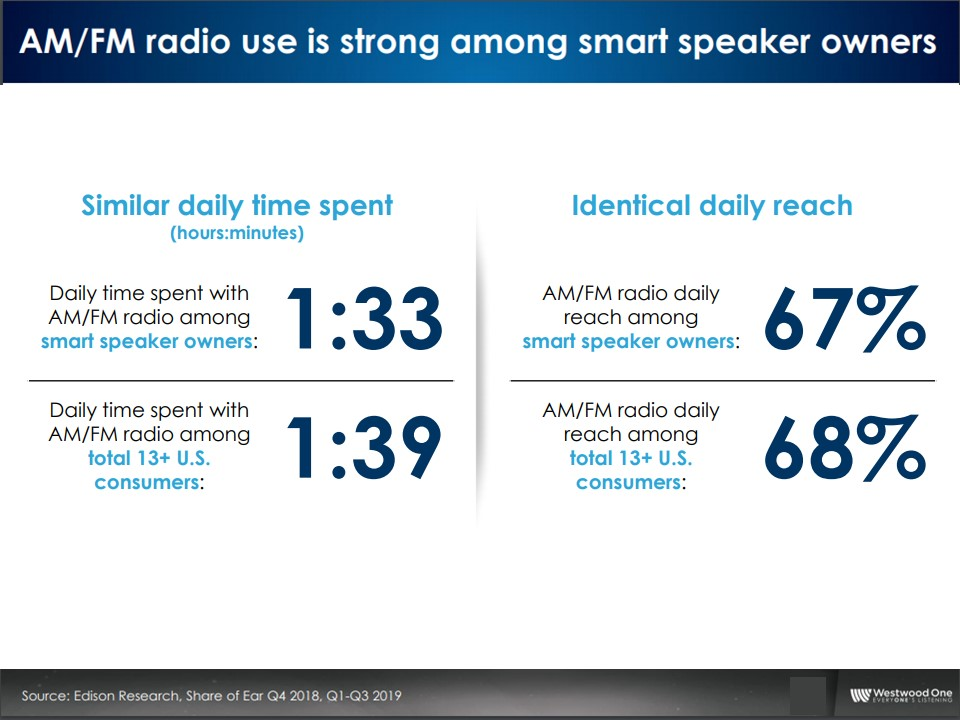 AM/FM radio use is strong among smart speaker owners
Similar daily time spent
(hours:minutes)
Daily time spent with
AM/FM radio among
smart speaker owners:
1:33
Daily time spent with
AM/FM radio among
total 13+ U.S.
consumers:
1:39
Identical daily reach
AM/FM radio daily
reach among
smart speaker owners:
67%
AM/FM radio daily
reach among
total 13+ U.S.
consumers:
68%
Source: Edison Research, Share of Ear Q4 2018, Q1-Q3 2019
Westwood One
EVERYONE'S LISTENING